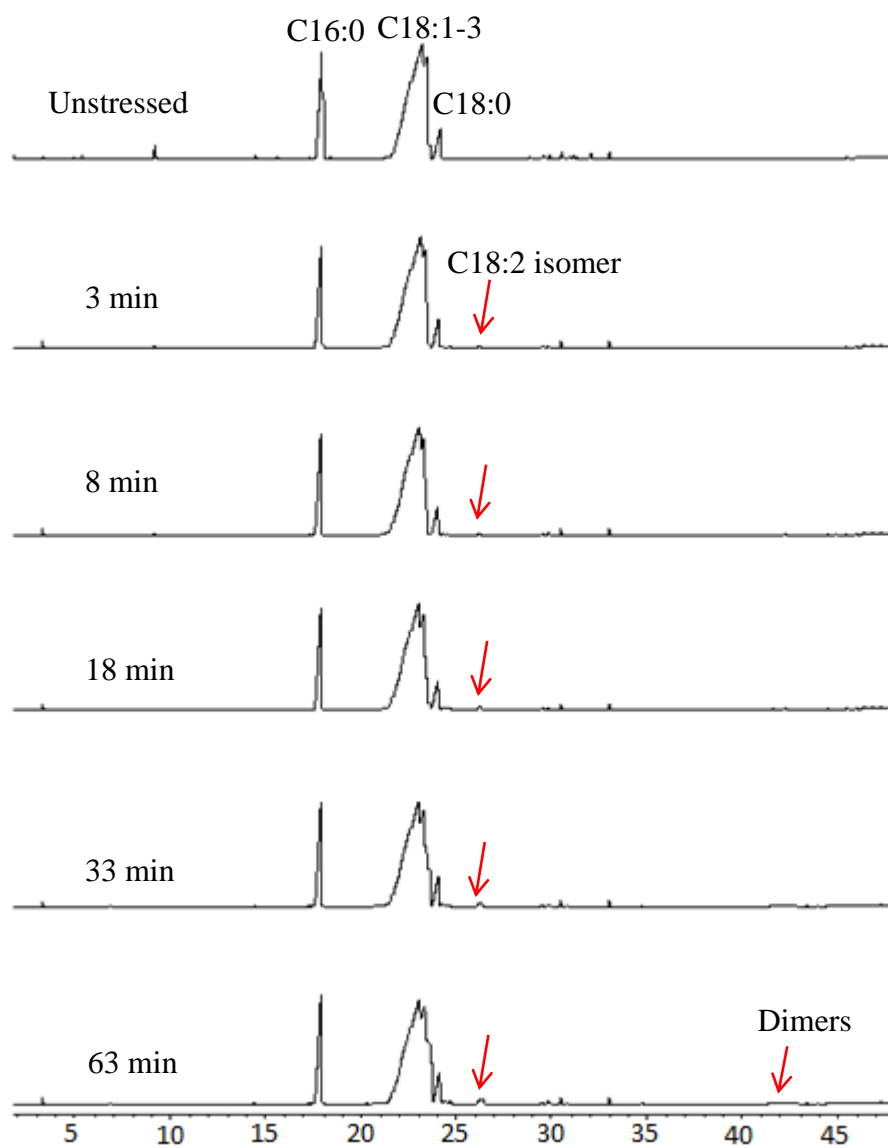 C16:0 C18:1-3
Unstressed
C18:0
C18:2 isomer
3 min
8 min
18 min
33 min
Dimers
63 min
5 10 15 20 25 30 35 40 45